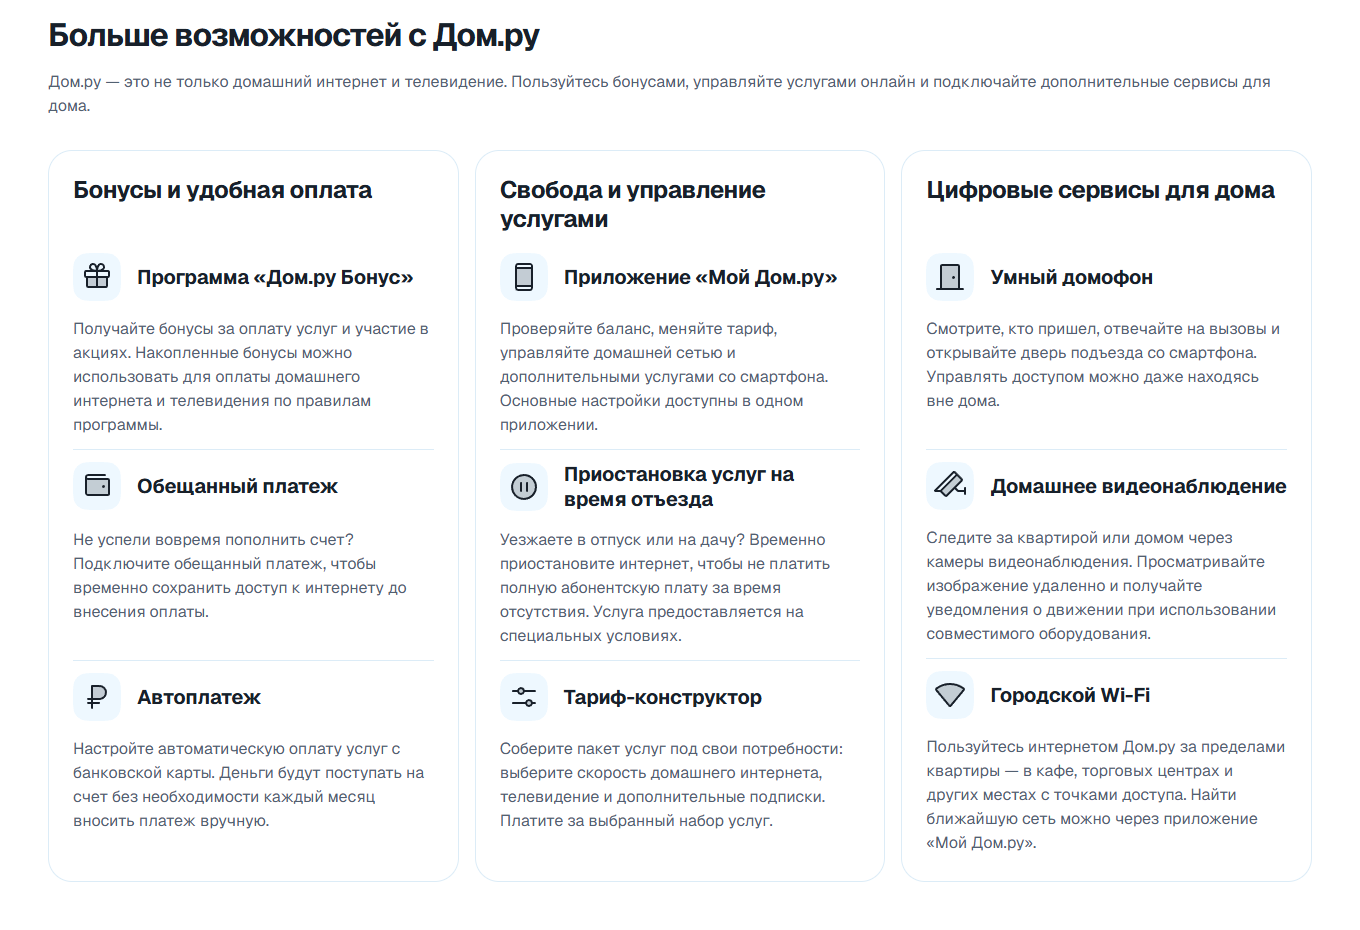 Больше возможностей с Дом.ру
Дом.ру — это не только домашний интернет и телевидение. Пользуйтесь бонусами, управляйте услугами онлайн и подключайте дополнительные сервисы для
дома.
Бонусы и удобная оплата
Программа «Дом.ру Бонус»
Получайте бонусы за оплату услуг и участие в
акциях. Накопленные бонусы можно
использовать для оплаты домашнего
интернета и телевидения по правилам
программы.
Обещанный платеж
Не успели вовремя пополнить счет?
Подключите обещанный платеж, чтобы
временно сохранить доступ к интернету до
внесения оплаты.
Автоплатеж
Настройте автоматическую оплату услуг с
банковской карты. Деньги будут поступать на
счет без необходимости каждый месяц
вносить платеж вручную.
Свобода и управление
услугами
Приложение «Мой Дом.ру»
Проверяйте баланс, меняйте тариф,
управляйте домашней сетью и
дополнительными услугами со смартфона.
Основные настройки доступны в одном
приложении.
Приостановка услуг на
время отъезда
Уезжаете в отпуск или на дачу? Временно
приостановите интернет, чтобы не платить
полную абонентскую плату за время
отсутствия. Услуга предоставляется на
специальных условиях.
Тариф-конструктор
Соберите пакет услуг под свои потребности:
выберите скорость домашнего интернета,
телевидение и дополнительные подписки.
Платите за выбранный набор услуг.
Цифровые сервисы для дома
Умный домофон
Смотрите, кто пришел, отвечайте на вызовы и
открывайте дверь подъезда со смартфона.
Управлять доступом можно даже находясь
вне дома.
Домашнее видеонаблюдение
Следите за квартирой или домом через
камеры видеонаблюдения. Просматривайте
изображение удаленно и получайте
уведомления о движении при использовании
совместимого оборудования.
Городской Wi-Fi
Пользуйтесь интернетом Дом.ру за пределами
квартиры — в кафе, торговых центрах и
других местах с точками доступа. Найти
ближайшую сеть можно через приложение
«Мой Дом.ру».